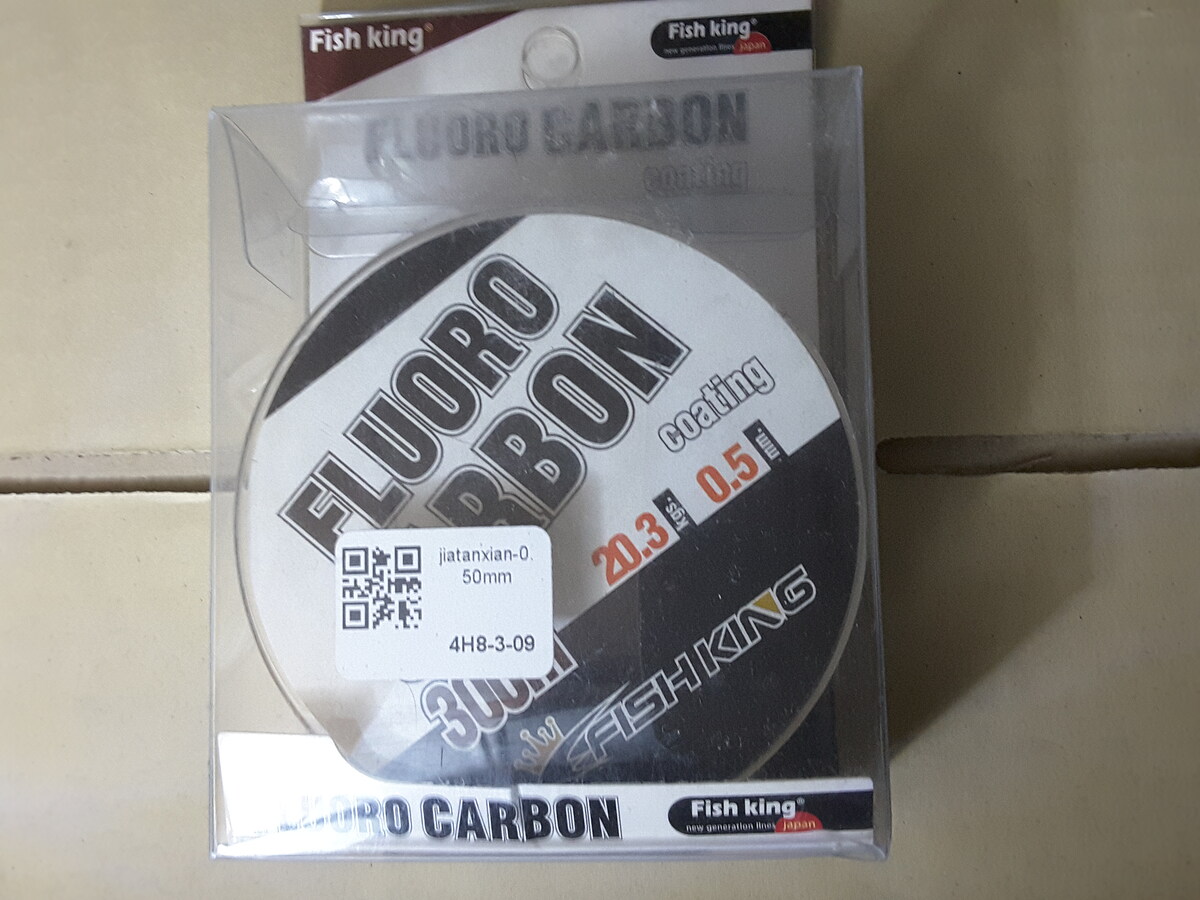 Fish king®
Fish king®
new generation lines japan
FLUORO CARBON
coating
FLUORO
RBON
coating
0.5 mm.
20.3 kgs.
jiatanxian-0.
50mm
4H8-3-09
300m
FISH KING
CARBON
Fish king®
new generation lines japan